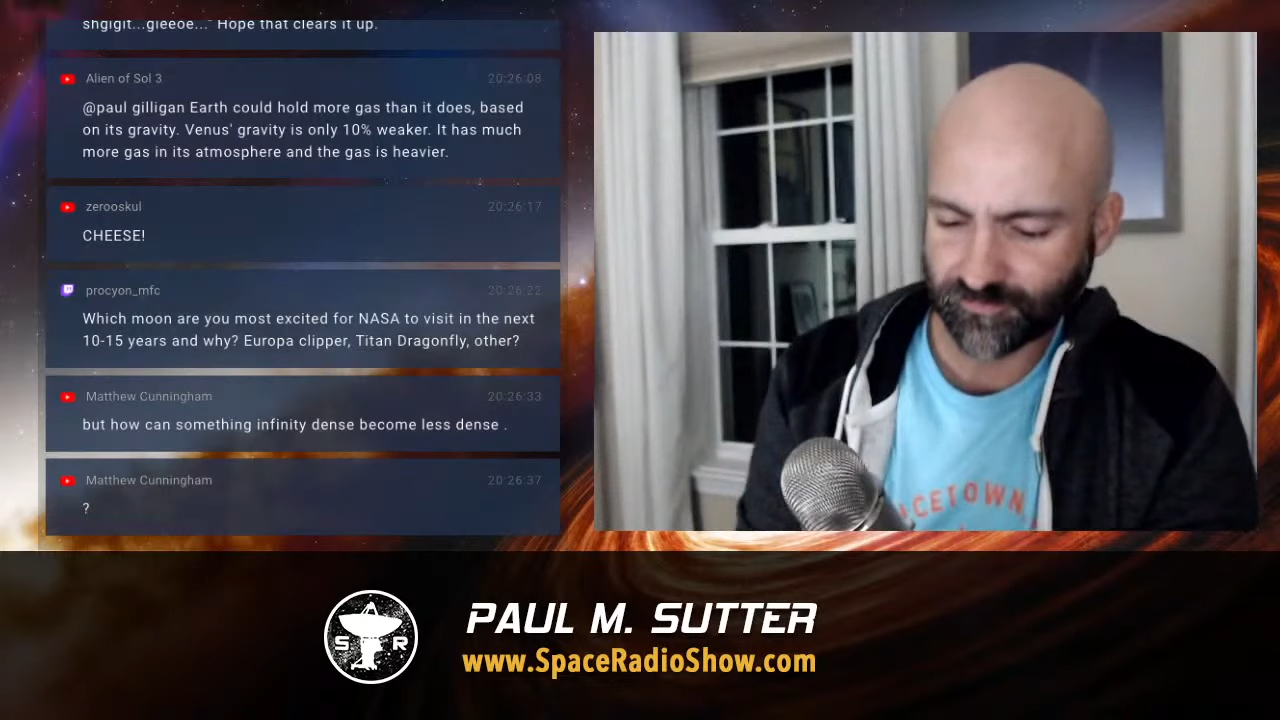 shgigit...gieeoe..." Hope that clears it up.
Alien of Sol 3 20:26:08
@paul gilligan Earth could hold more gas than it does, based
on its gravity. Venus' gravity is only 10% weaker. It has much
more gas in its atmosphere and the gas is heavier.
zerooskul 20:26:17
CHEESE!
procyon_mfc 20:26:22
Which moon are you most excited for NASA to visit in the next
10-15 years and why? Europa clipper, Titan Dragonfly, other?
Matthew Cunningham 20:26:33
but how can something infinity dense become less dense .
Matthew Cunningham 20:26:37
?
ACETOWN
S R
PAUL M. SUTTER
www.SpaceRadioShow.com